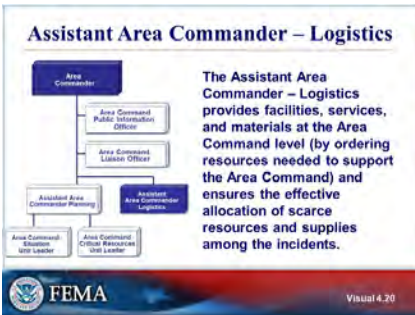 Assistant Area Commander – Logistics
Area
Commander
Area Command
Public Information
Officer
Area Command
Liaison Officer
Assistant Area
Commander Planning
Assistant
Area Commander
Logistics
Area Command-
Situation
Unit Leader
Area Command
Critical Resources
Unit Leader
The Assistant Area
Commander – Logistics
provides facilities, services,
and materials at the Area
Command level (by ordering
resources needed to support
the Area Command) and
ensures the effective
allocation of scarce
resources and supplies
among the incidents.
FEMA
Visual 4.20